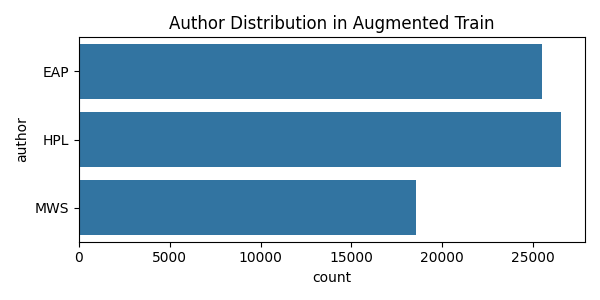 Author Distribution in Augmented Train
EAP
HPL
MWS
author
0 5000 10000 15000 20000 25000
count